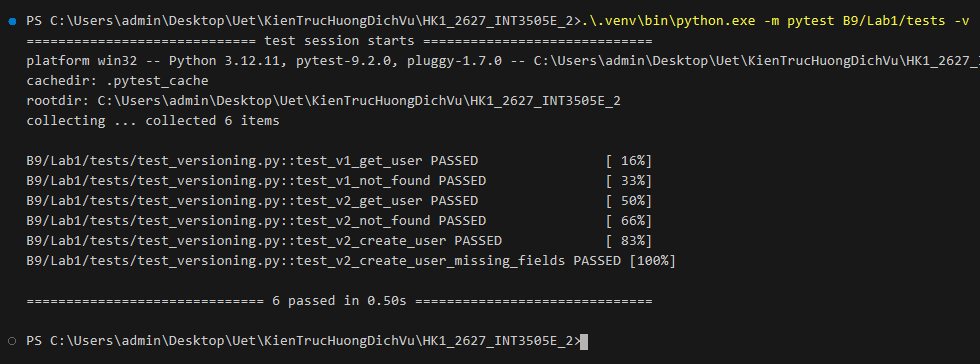 PS C:\Users\admin\Desktop\Uet\KienTrucHuongDichVu\HK1_2627_INT3505E_2>.\.venv\bin\python.exe -m pytest B9/Lab1/tests -v
============================= test session starts =============================
platform win32 -- Python 3.12.11, pytest-9.2.0, pluggy-1.7.0 -- C:\Users\admin\Desktop\Uet\KienTrucHuongDichVu\HK1_2627_INT3
cachedir: .pytest_cache
rootdir: C:\Users\admin\Desktop\Uet\KienTrucHuongDichVu\HK1_2627_INT3505E_2
collecting ... collected 6 items
B9/Lab1/tests/test_versioning.py::test_v1_get_user PASSED [ 16%]
B9/Lab1/tests/test_versioning.py::test_v1_not_found PASSED [ 33%]
B9/Lab1/tests/test_versioning.py::test_v2_get_user PASSED [ 50%]
B9/Lab1/tests/test_versioning.py::test_v2_not_found PASSED [ 66%]
B9/Lab1/tests/test_versioning.py::test_v2_create_user PASSED [ 83%]
B9/Lab1/tests/test_versioning.py::test_v2_create_user_missing_fields PASSED [100%]
============================== 6 passed in 0.50s ==============================
PS C:\Users\admin\Desktop\Uet\KienTrucHuongDichVu\HK1_2627_INT3505E_2>